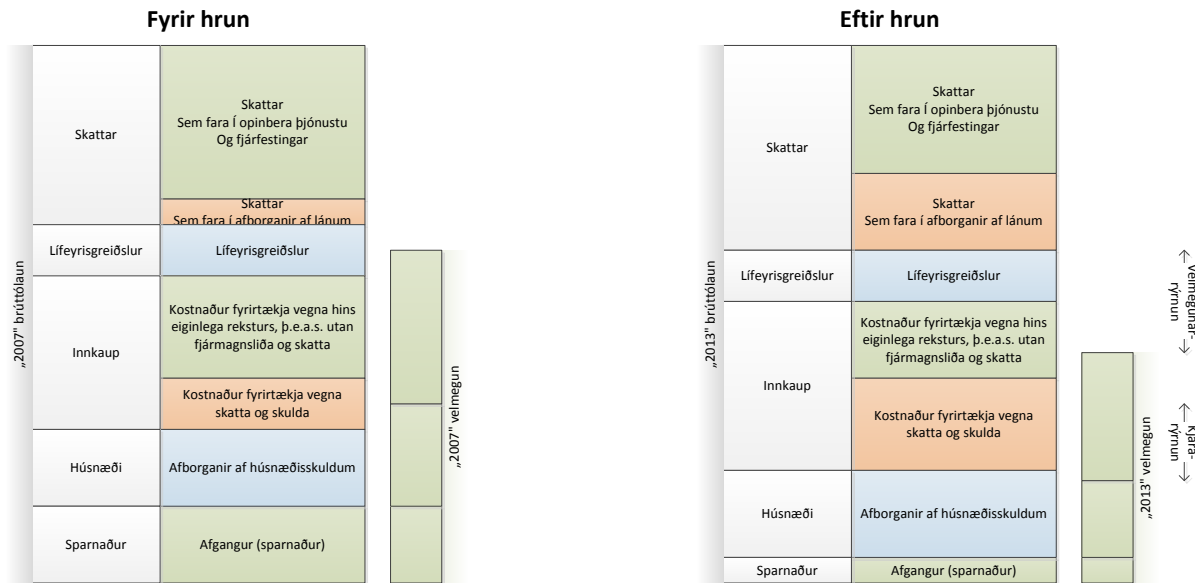 Fyrir hrun
„2007" brúttólaun
Skattar
Skattar
Sem fara Í opinbera þjónustu
Og fjárfestingar
Skattar
Sem fara í afborganir af lánum
Lífeyrisgreiðslur
Lífeyrisgreiðslur
Innkaup
Kostnaður fyrirtækja vegna hins
eiginlega reksturs, þ.e.a.s. utan
fjármagnsliða og skatta
Kostnaður fyrirtækja vegna
skatta og skulda
Húsnæði
Afborganir af húsnæðisskuldum
Sparnaður
Afgangur (sparnaður)
„2007" velmegun
Eftir hrun
„2013" brúttólaun
Skattar
Skattar
Sem fara Í opinbera þjónustu
Og fjárfestingar
Skattar
Sem fara í afborganir af lánum
Lífeyrisgreiðslur
Lífeyrisgreiðslur
Innkaup
Kostnaður fyrirtækja vegna hins
eiginlega reksturs, þ.e.a.s. utan
fjármagnsliða og skatta
Kostnaður fyrirtækja vegna
skatta og skulda
Húsnæði
Afborganir af húsnæðisskuldum
Sparnaður
Afgangur (sparnaður)
„2013" velmegun
Velmegunar-
rýrnun
Kjara-
rýrnun